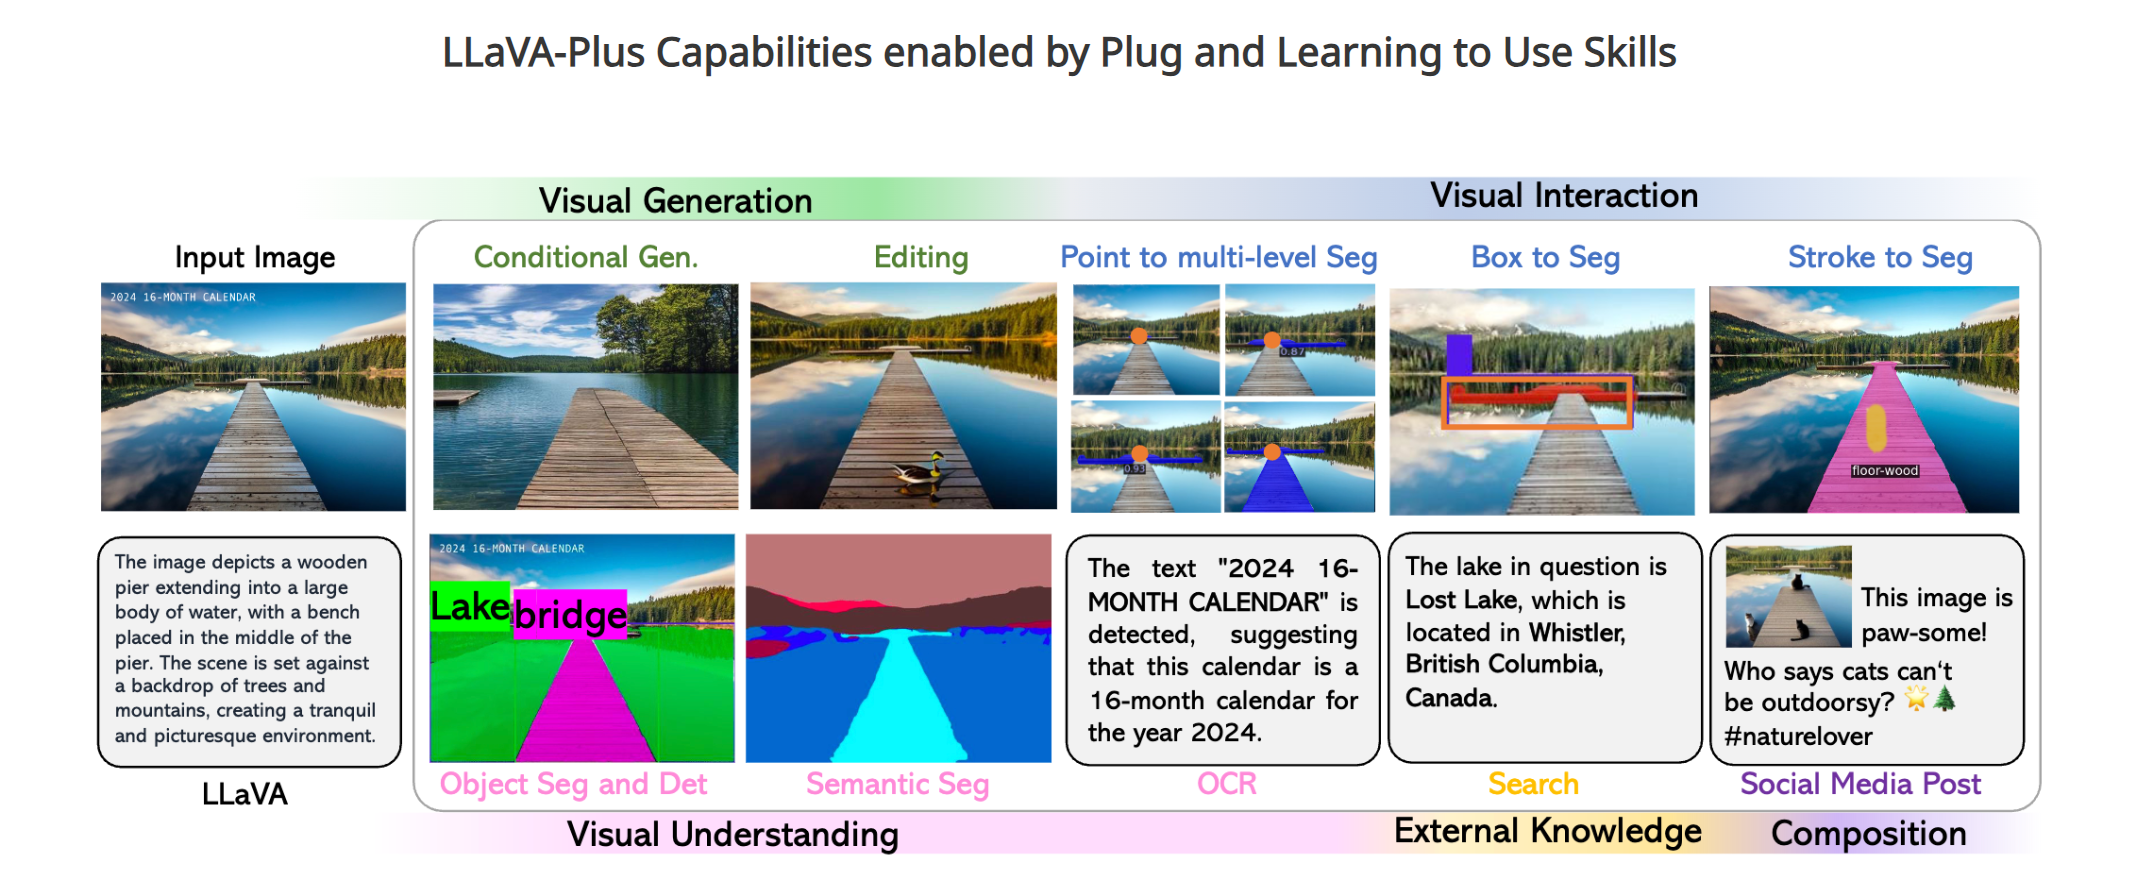 LLaVA-Plus Capabilities enabled by Plug and Learning to Use Skills
Visual Generation
Visual Interaction
Input Image
Conditional Gen.
Editing
Point to multi-level Seg
Box to Seg
Stroke to Seg
2024 16-MONTH CALENDAR
0.87
0.93
floor-wood
The image depicts a wooden
pier extending into a large
body of water, with a bench
placed in the middle of the
pier. The scene is set against
a backdrop of trees and
mountains, creating a tranquil
and picturesque environment.
LLaVA
2024 16-MONTH CALENDAR
Lake
bridge
The text "2024 16-
MONTH CALENDAR" is
detected, suggesting
that this calendar is a
16-month calendar for
the year 2024.
The lake in question is
Lost Lake, which is
located in Whistler,
British Columbia,
Canada.
This image is
paw-some!
Who says cats can‘t
be outdoorsy? 🌟🌲
#naturelover
Object Seg and Det
Semantic Seg
OCR
Search
Social Media Post
Visual Understanding
External Knowledge
Composition